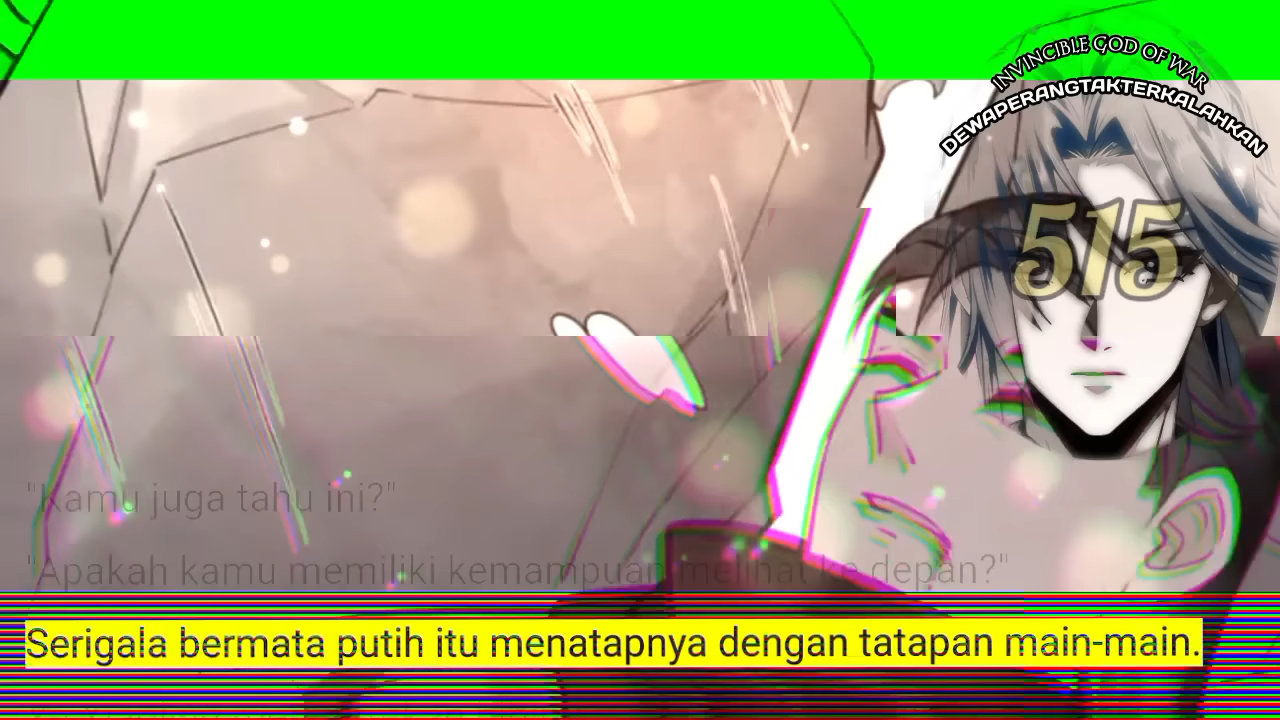 INVINCIBLE GOD OF WAR
DEWAPERANGTAKTERKALAHKAN
515
"Kamu juga tahu ini?"
"Apakah kamu memiliki kemampuan melihat ke depan?"
Serigala bermata putih itu menatapnya dengan tatapan main-main.